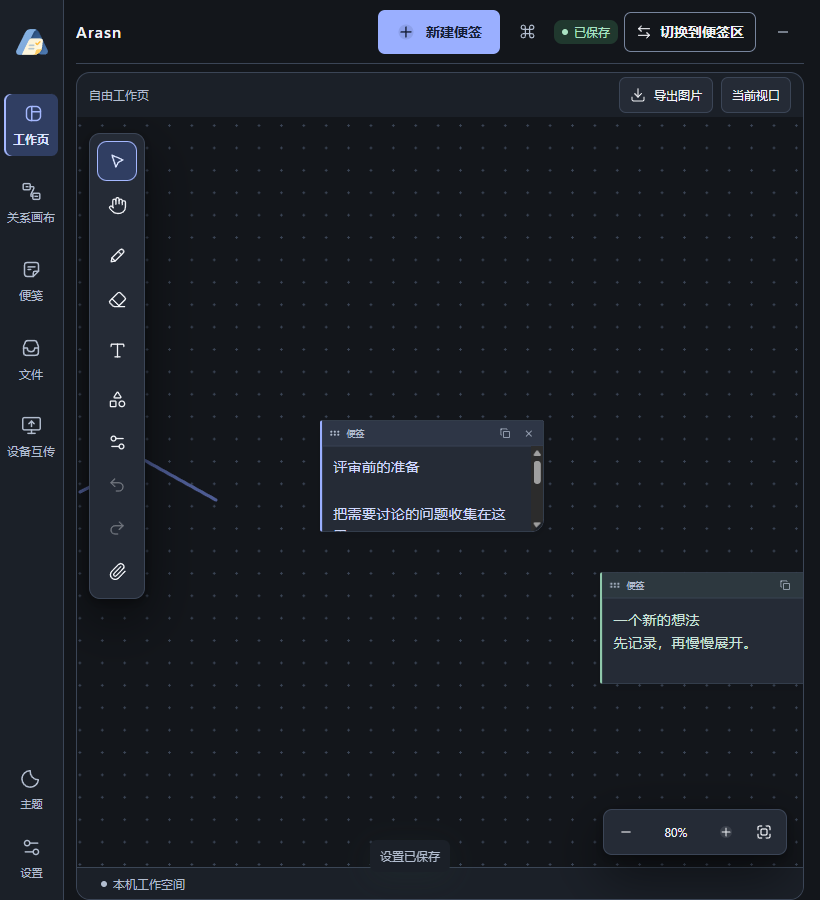 Arasn
新建便签
已保存
切换到便签区
工作页
关系画布
便笺
文件
设备互传
主题
设置
自由工作页
导出图片
当前视口
便签
评审前的准备
把需要讨论的问题收集在这
便签
一个新的想法
先记录，再慢慢展开。
80%
设置已保存
本机工作空间